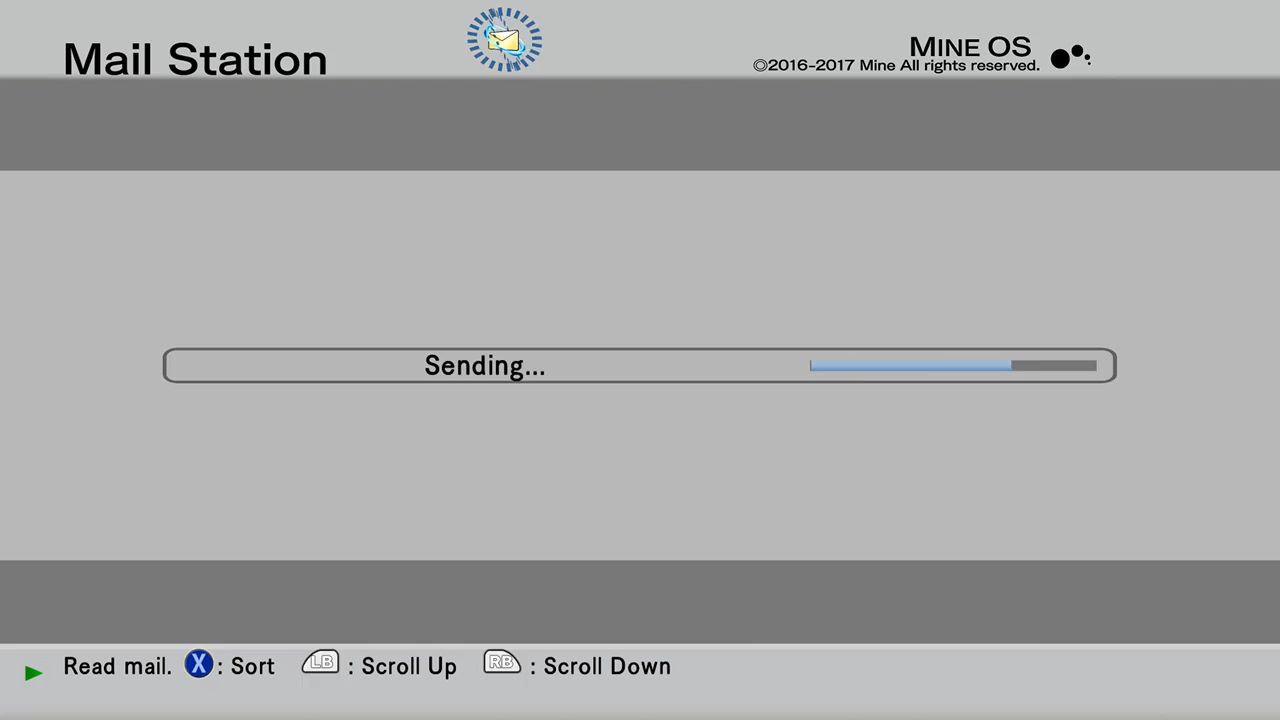 Mail Station
MINE OS
©2016-2017 Mine All rights reserved.
Sending...
Read mail. X : Sort LB : Scroll Up RB : Scroll Down